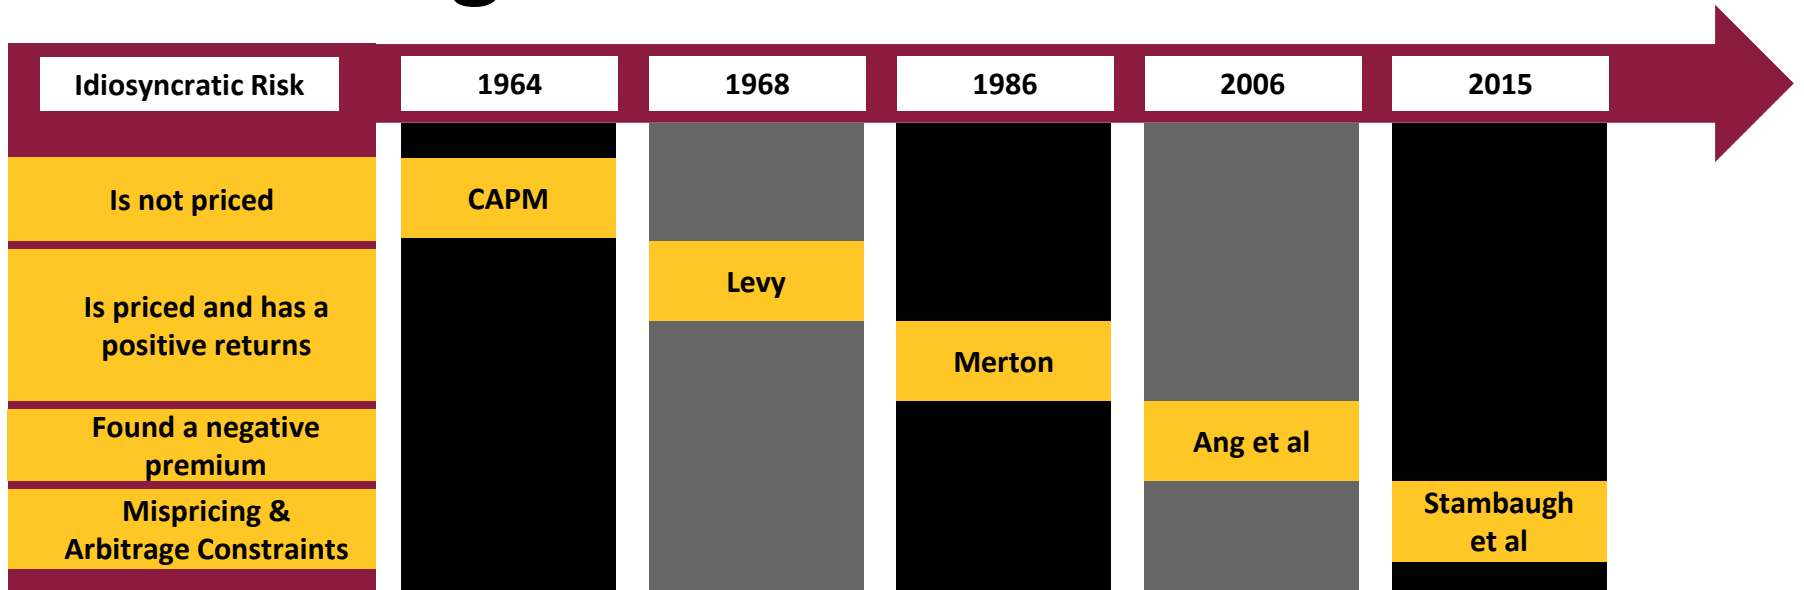 Idiosyncratic Risk
1964
1968
1986
2006
2015
Is not priced
CAPM
Is priced and has a
positive returns
Levy
Merton
Found a negative
premium
Ang et al
Mispricing &
Arbitrage Constraints
Stambaugh
et al